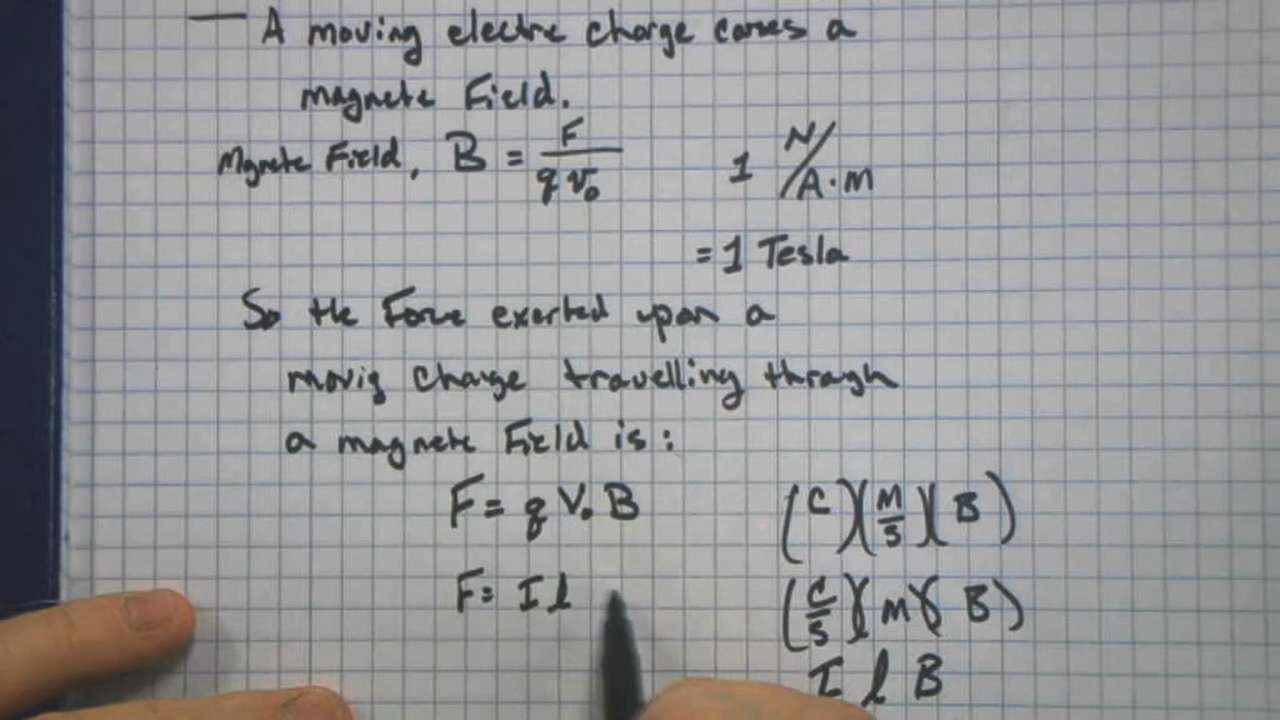 — A moving electric charge causes a
magnetic Field.
Magnetic Field, B = F / q v₀ 1 N/A·m
= 1 Tesla
So the Force exerted upon a
moving charge travelling through
a magnetic Field is:
F = q V₀ B (C)(m/s)(B)
F = I l (C/s)(m)(B)
I l B